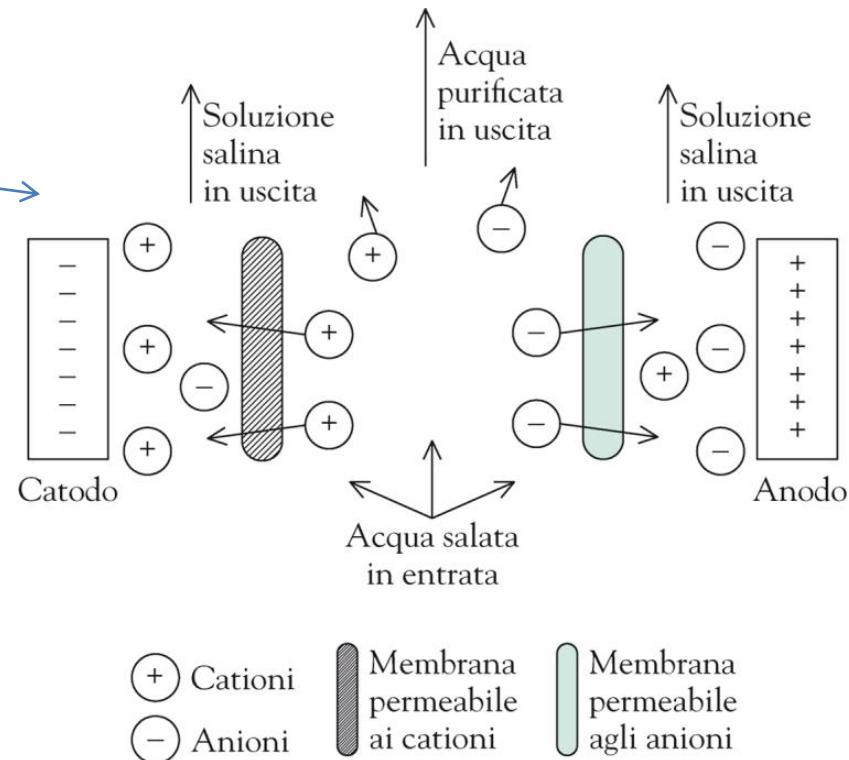 Acqua
purificata
in uscita
Soluzione
salina
in uscita
Soluzione
salina
in uscita
+
−
−
+
−
−
−
−
−
−
−
+
+
+
+
+
+
+
+
−
+
−
−
+
+
−
−
+
−
+
−
Catodo
Anodo
Acqua salata
in entrata
+ Cationi
− Anioni
Membrana
permeabile
ai cationi
Membrana
permeabile
agli anioni